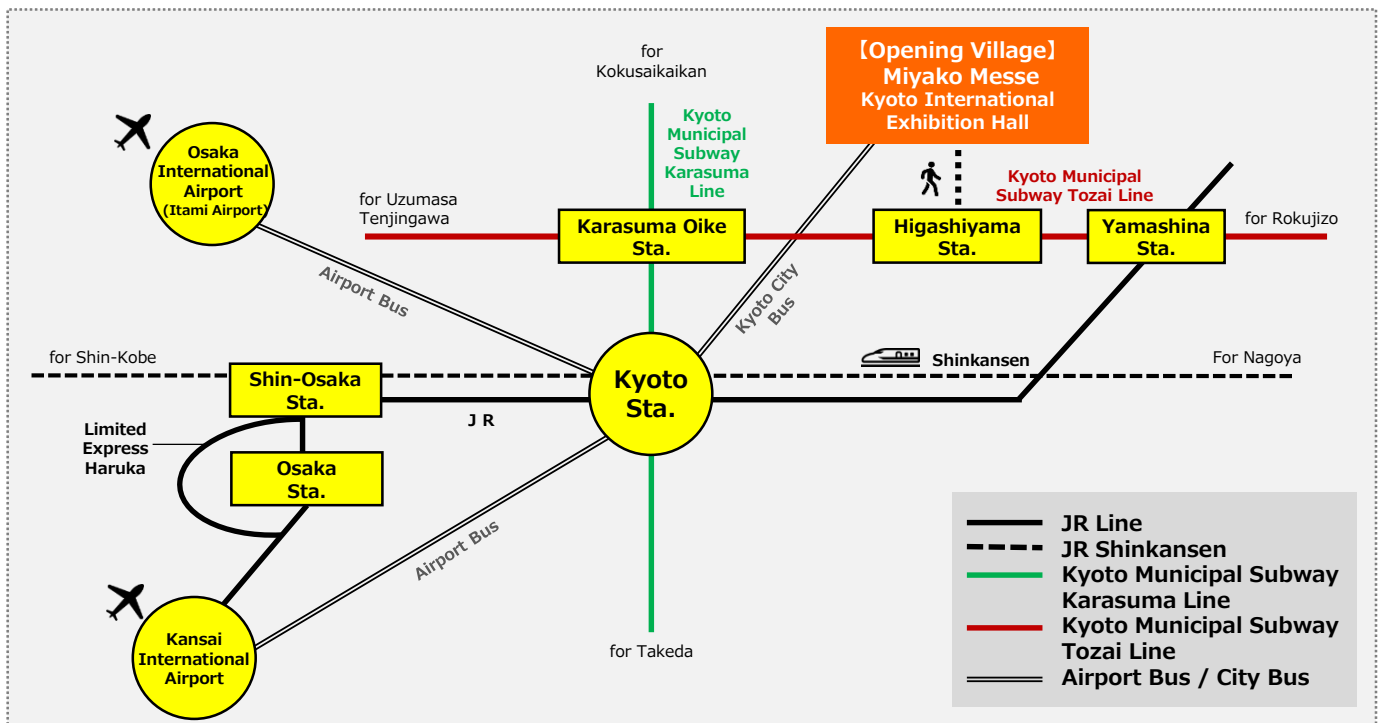 for
Kokusaikaikan
【Opening Village】
Miyako Messe
Kyoto International
Exhibition Hall
Kyoto
Municipal
Subway
Karasuma
Line
Osaka
International
Airport
(Itami Airport)
for Uzumasa
Tenjingawa
Kyoto Municipal
Subway Tozai Line
Karasuma Oike
Sta.
Higashiyama
Sta.
Yamashina
Sta.
for Rokujizo
Airport Bus
Kyoto City
Bus
for Shin-Kobe
Shinkansen
For Nagoya
Shin-Osaka
Sta.
Kyoto
Sta.
J R
Limited
Express
Haruka
Osaka
Sta.
Airport Bus
Kansai
International
Airport
for Takeda
JR Line
JR Shinkansen
Kyoto Municipal Subway
Karasuma Line
Kyoto Municipal Subway
Tozai Line
Airport Bus / City Bus